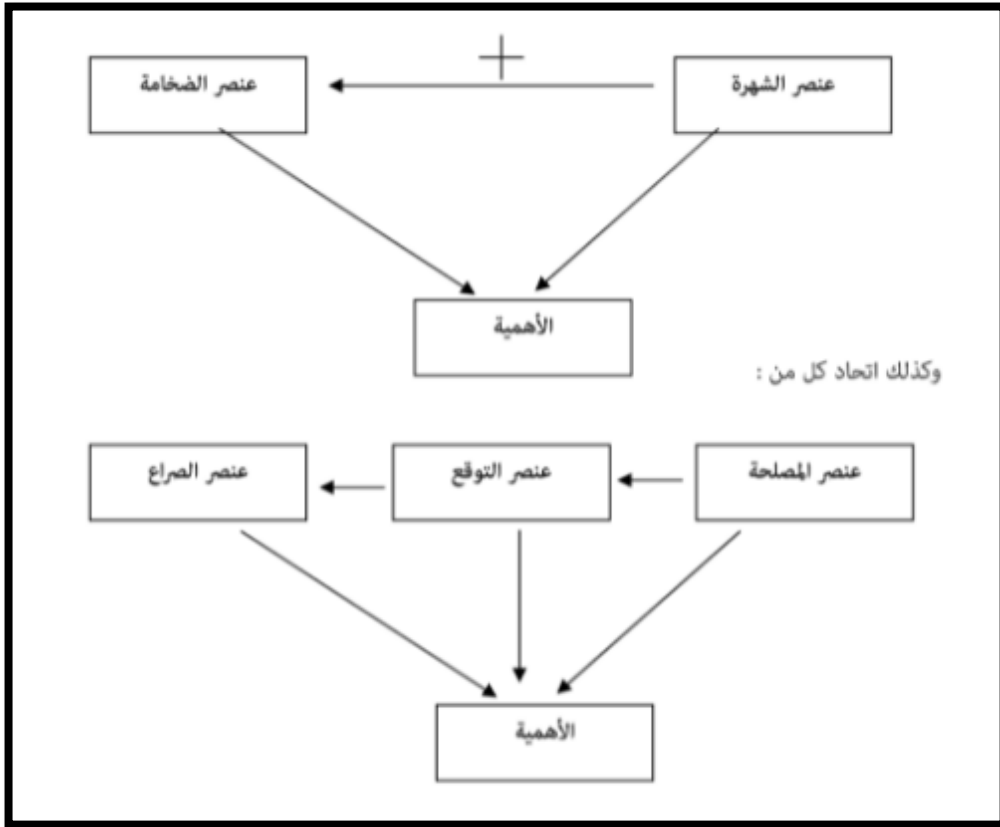 عنصر الشهرة
عنصر الضخامة
الأهمية
وكذلك اتحاد كل من :
عنصر المصلحة
عنصر التوقع
عنصر الصراع
الأهمية